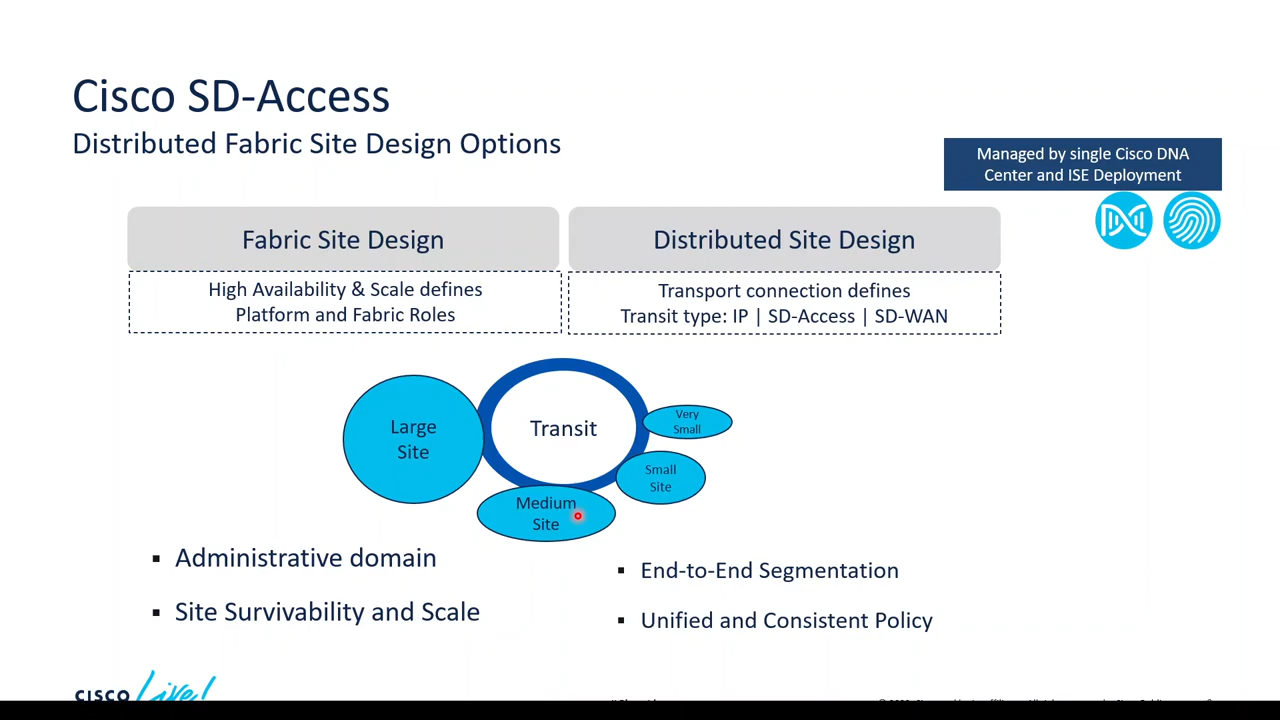 Cisco SD-Access
Distributed Fabric Site Design Options
Managed by single Cisco DNA
Center and ISE Deployment
Fabric Site Design
Distributed Site Design
High Availability & Scale defines
Platform and Fabric Roles
Transport connection defines
Transit type: IP | SD-Access | SD-WAN
Large
Site
Transit
Very
Small
Small
Site
Medium
Site
▪ Administrative domain
▪ Site Survivability and Scale
▪ End-to-End Segmentation
▪ Unified and Consistent Policy
CISCO Live!